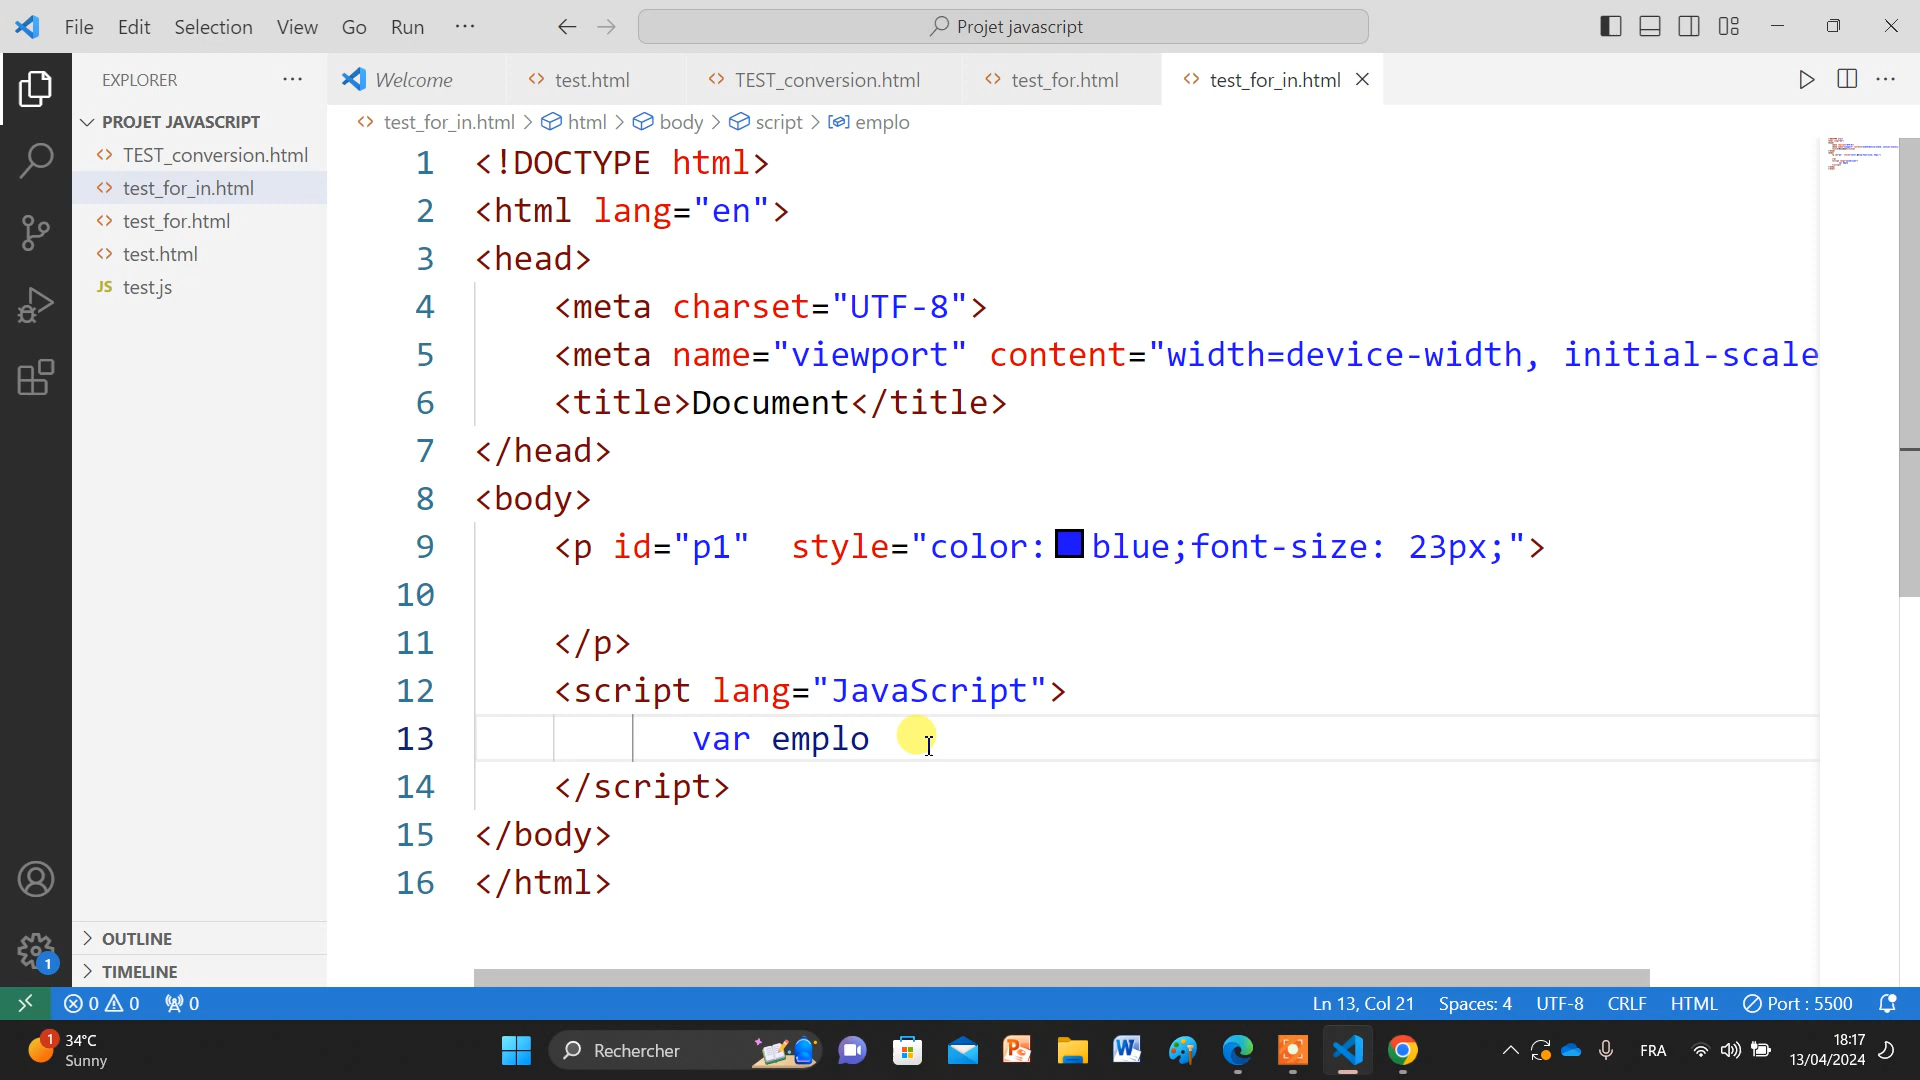 File Edit Selection View Go Run ··· Projet javascript
EXPLORER ···
Welcome test.html TEST_conversion.html test_for.html test_for_in.html
PROJET JAVASCRIPT
TEST_conversion.html
test_for_in.html
test_for.html
test.html
JS test.js
test_for_in.html > html > body > script > emplo
1 <!DOCTYPE html>
2 <html lang="en">
3 <head>
4 <meta charset="UTF-8">
5 <meta name="viewport" content="width=device-width, initial-scale
6 <title>Document</title>
7 </head>
8 <body>
9 <p id="p1" style="color:blue;font-size: 23px;">
10
11 </p>
12 <script lang="JavaScript">
13 var emplo
14 </script>
15 </body>
16 </html>
1
OUTLINE
TIMELINE
0 0 0 Ln 13, Col 21 Spaces: 4 UTF-8 CRLF HTML Port : 5500
1 34°C
Sunny
Rechercher
FRA
18:17
13/04/2024